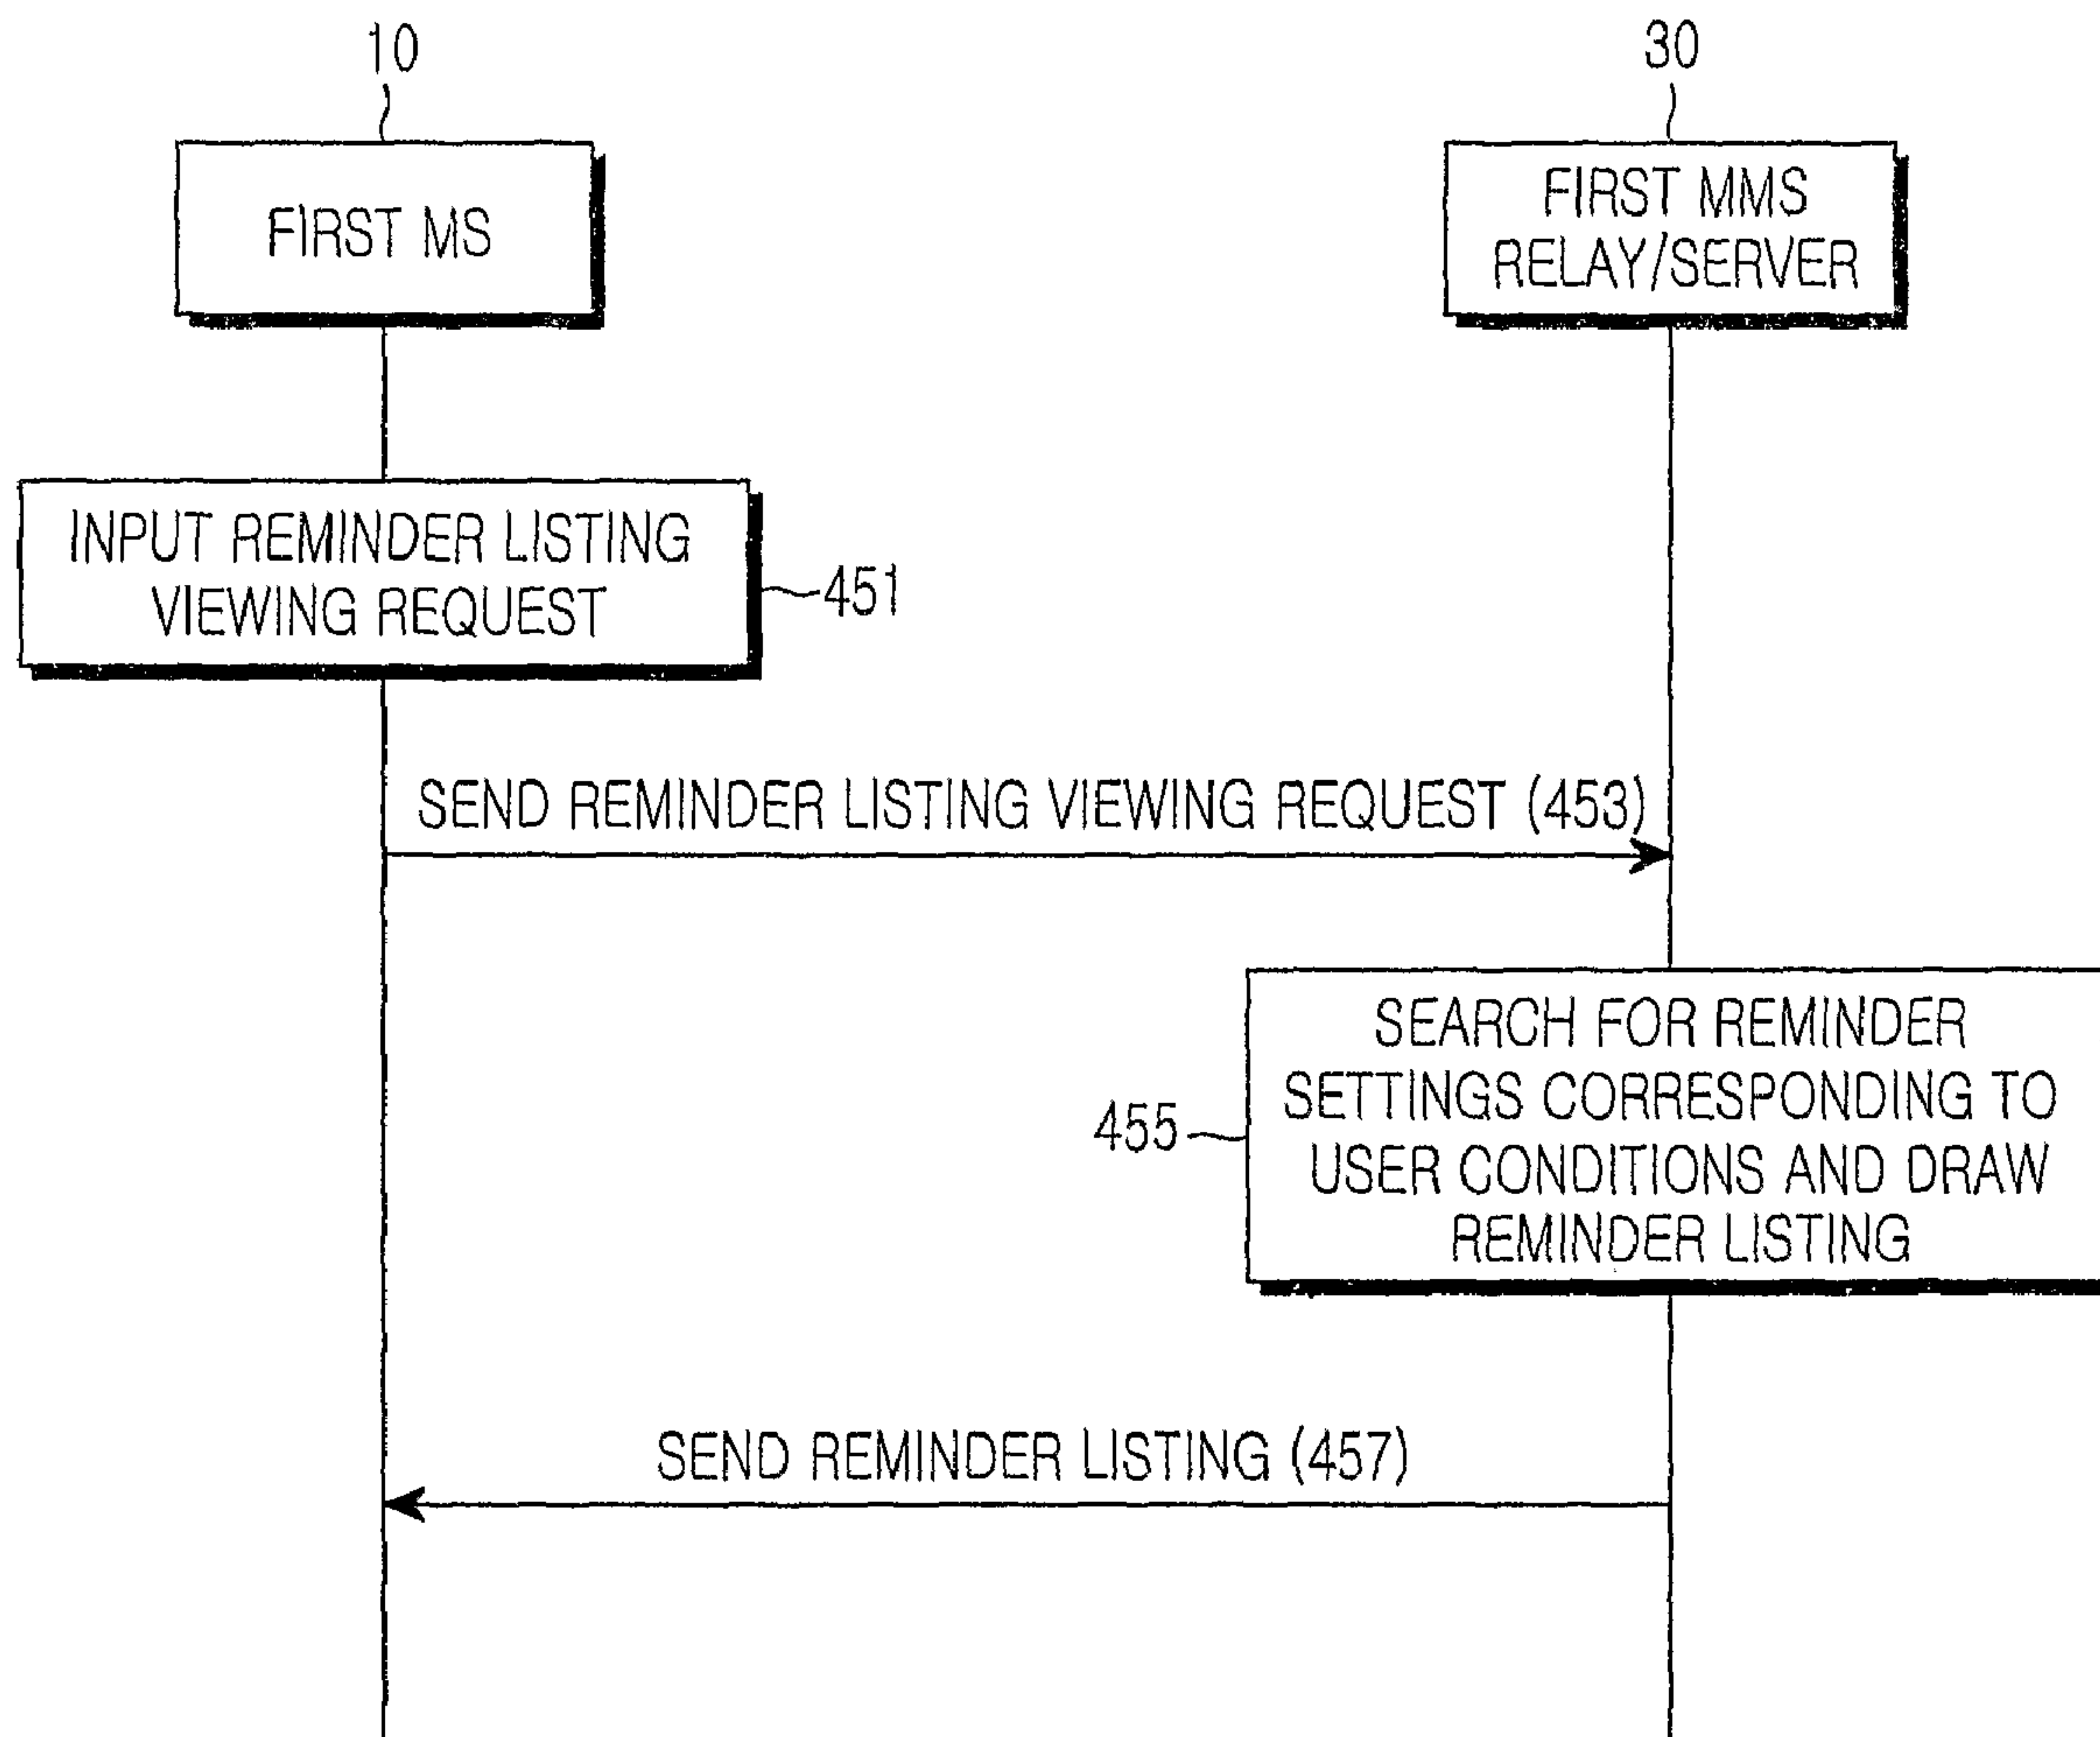 10
30
FIRST MS
FIRST MMS
RELAY/SERVER
INPUT REMINDER LISTING
VIEWING REQUEST
451
SEND REMINDER LISTING VIEWING REQUEST (453)
SEARCH FOR REMINDER
SETTINGS CORRESPONDING TO
USER CONDITIONS AND DRAW
REMINDER LISTING
455
SEND REMINDER LISTING (457)